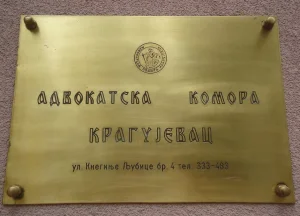 АДВОКАТСКА КОМОРА
КРАГУЈЕВАЦ
ул. Кнегиње Љубице бр. 4 тел. 333-403